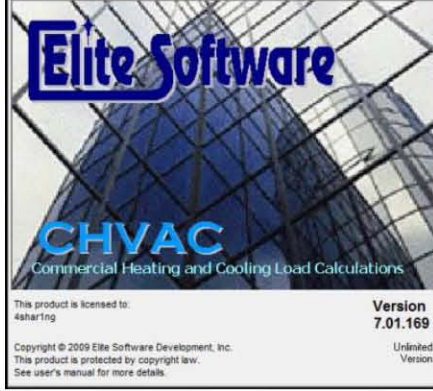 Elite Software
CHVAC
Commercial Heating and Cooling Load Calculations
This product is licensed to:
4shar1ng
Version
7.01.169
Copyright © 2009 Elite Software Development, Inc.
This product is protected by copyright law.
See user's manual for more details.
Unlimited
Version